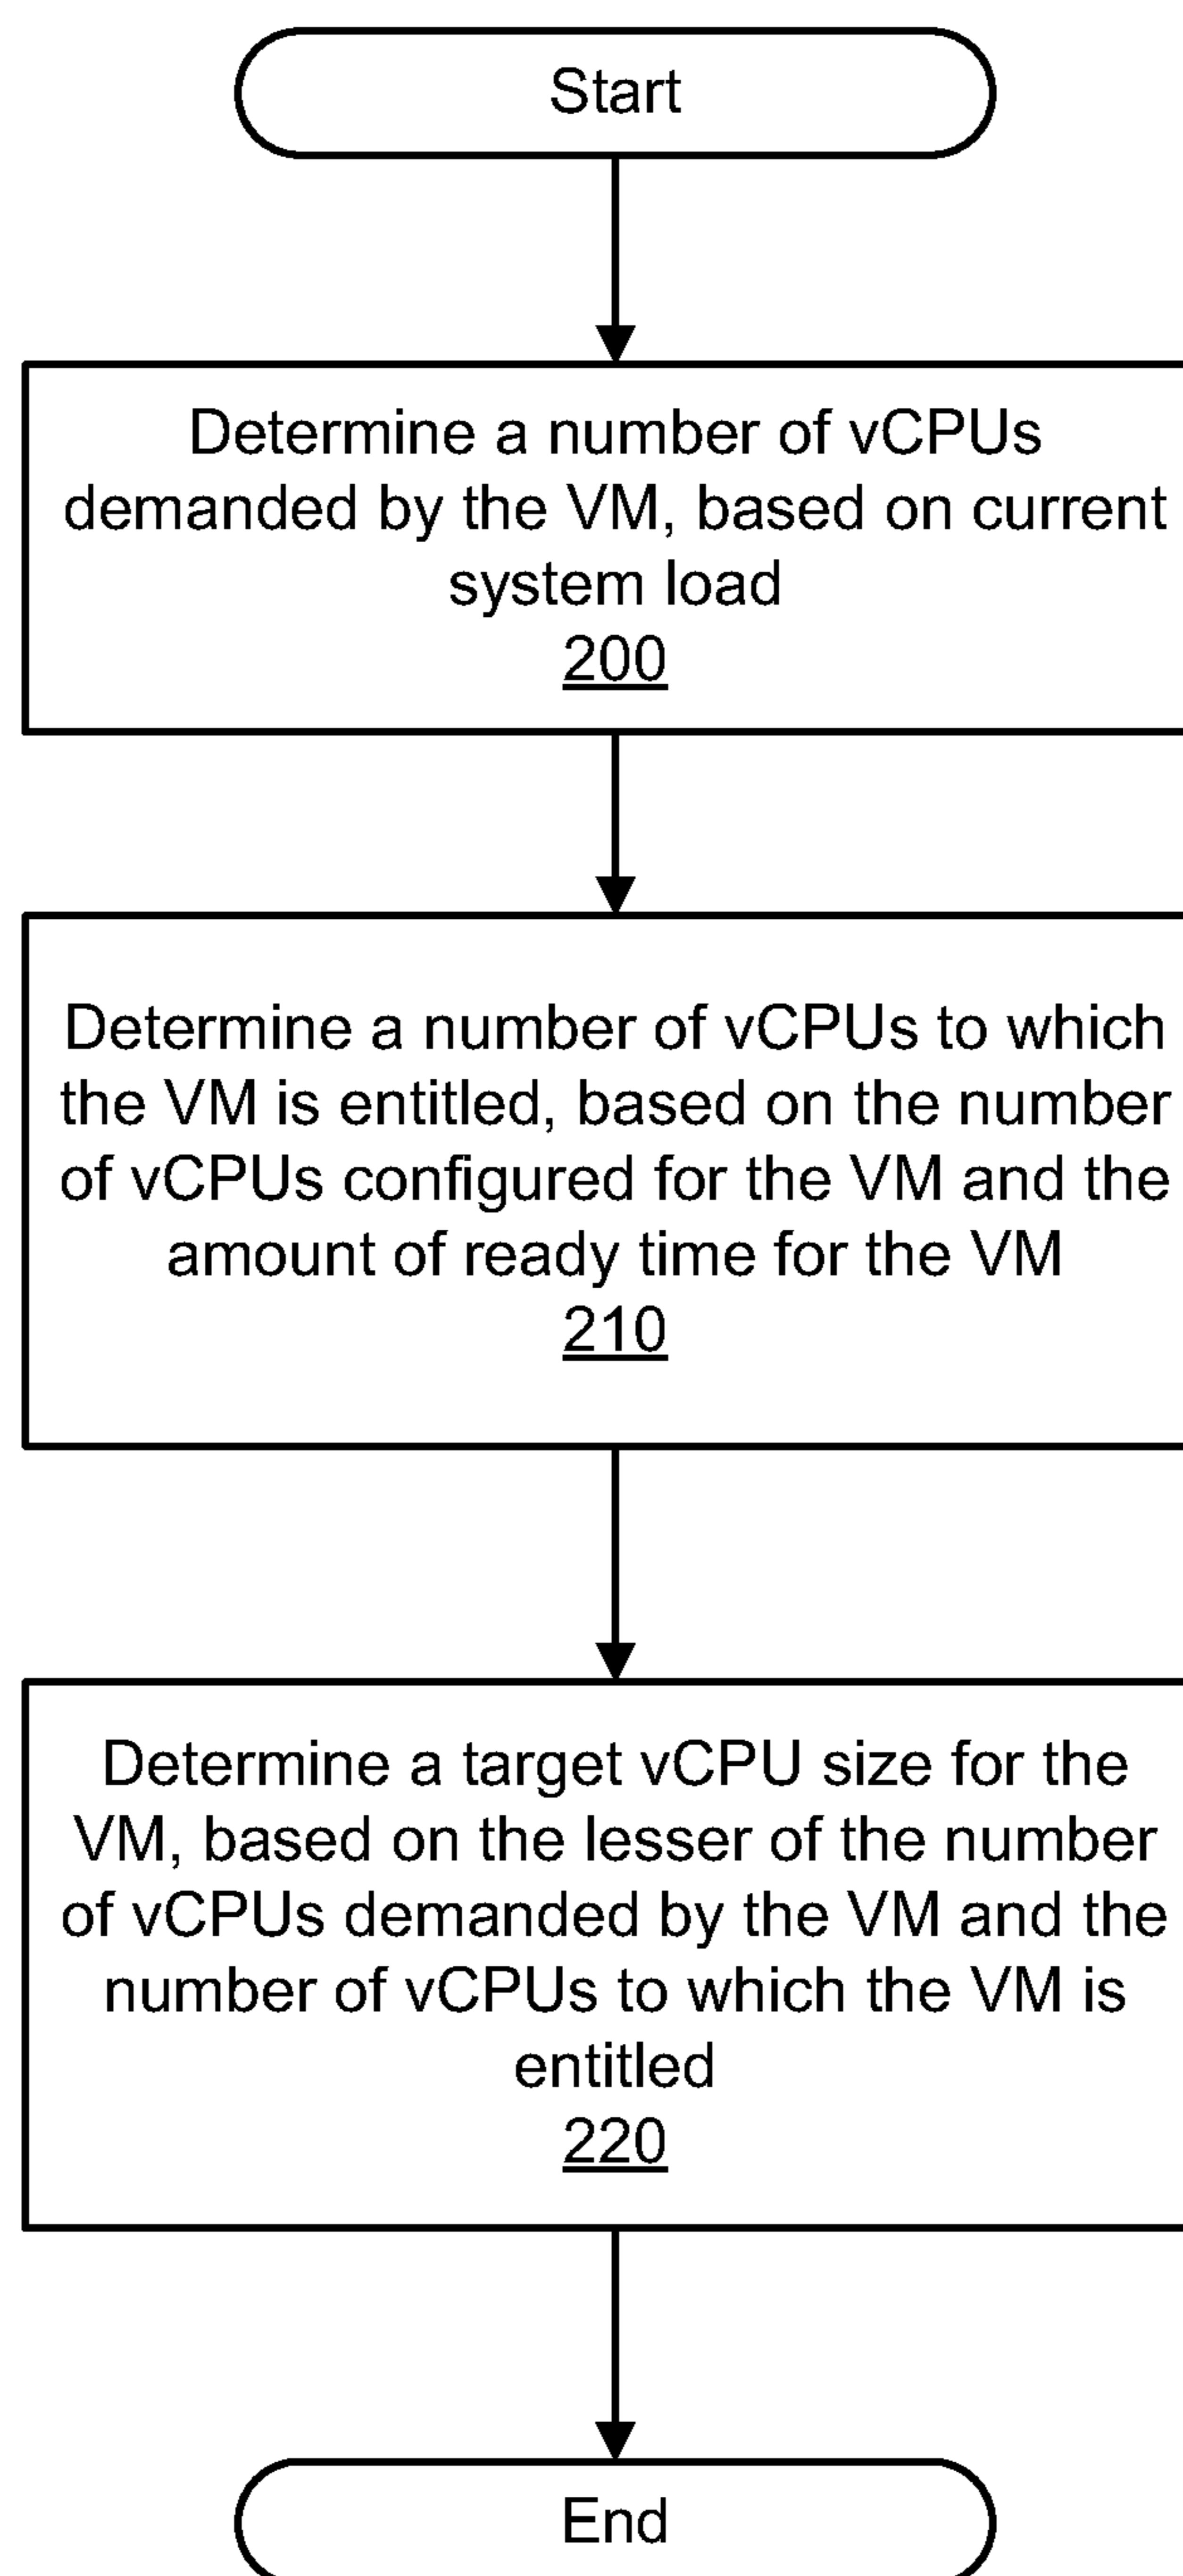 Start
Determine a number of vCPUs
demanded by the VM, based on current
system load
200
Determine a number of vCPUs to which
the VM is entitled, based on the number
of vCPUs configured for the VM and the
amount of ready time for the VM
210
Determine a target vCPU size for the
VM, based on the lesser of the number
of vCPUs demanded by the VM and the
number of vCPUs to which the VM is
entitled
220
End